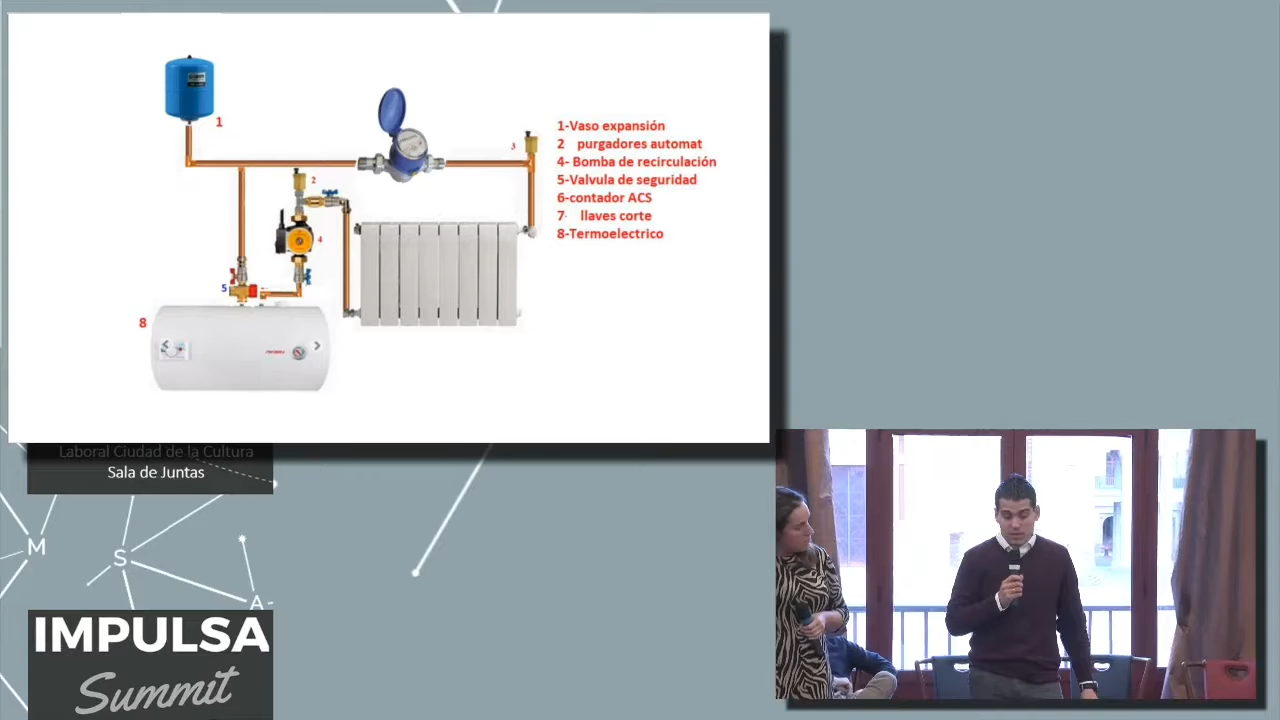 1
2
3
4
5
8
1-Vaso expansión
2 purgadores automat
4- Bomba de recirculación
5-Valvula de seguridad
6-contador ACS
7- llaves corte
8-Termoelectrico
Laboral Ciudad de la Cultura
Sala de Juntas
M
S
A
IMPULSA
Summit